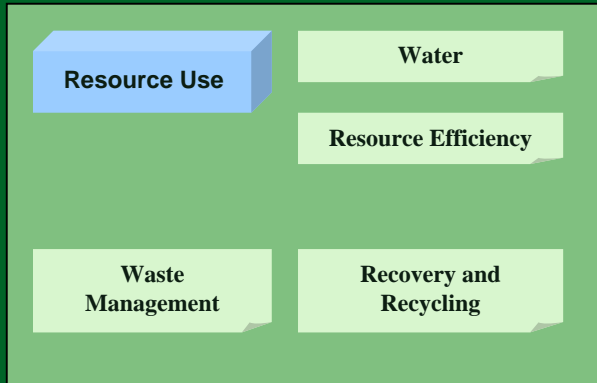 Resource Use
Water
Resource Efficiency
Waste
Management
Recovery and
Recycling